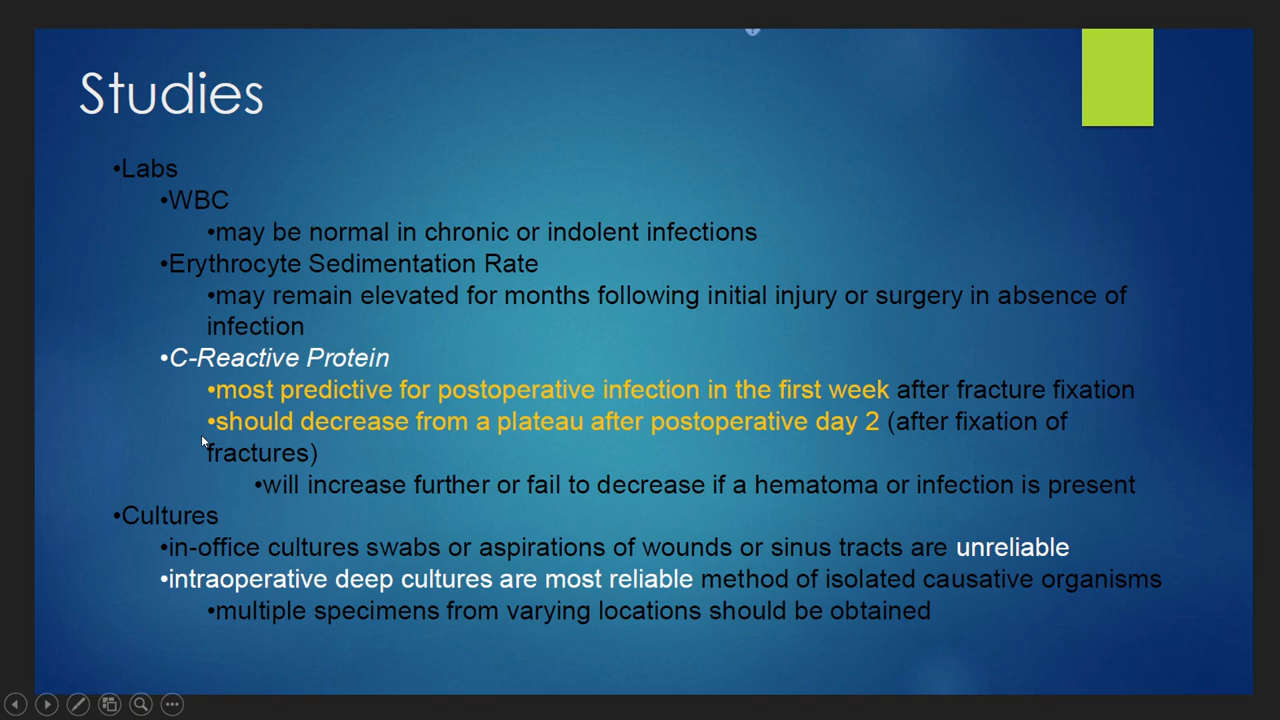 Studies
•Labs
•WBC
•may be normal in chronic or indolent infections
•Erythrocyte Sedimentation Rate
•may remain elevated for months following initial injury or surgery in absence of
infection
•C-Reactive Protein
•most predictive for postoperative infection in the first week after fracture fixation
•should decrease from a plateau after postoperative day 2 (after fixation of
fractures)
•will increase further or fail to decrease if a hematoma or infection is present
•Cultures
•in-office cultures swabs or aspirations of wounds or sinus tracts are unreliable
•intraoperative deep cultures are most reliable method of isolated causative organisms
•multiple specimens from varying locations should be obtained